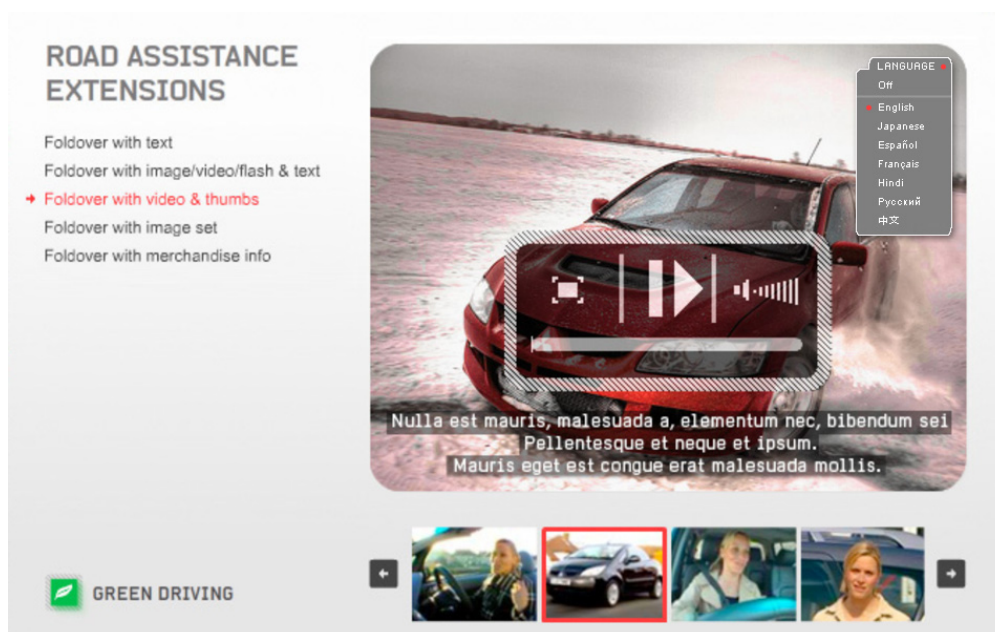 ROAD ASSISTANCE
EXTENSIONS
Foldover with text
Foldover with image/video/flash & text
Foldover with video & thumbs
Foldover with image set
Foldover with merchandise info
LANGUAGE
Off
English
Japanese
Español
Français
Hindi
Русский
中文
Nulla est mauris, malesuada a, elementum nec, bibendum sei
Pellentesque et neque et ipsum.
Mauris eget est congue erat malesuada mollis.
GREEN DRIVING